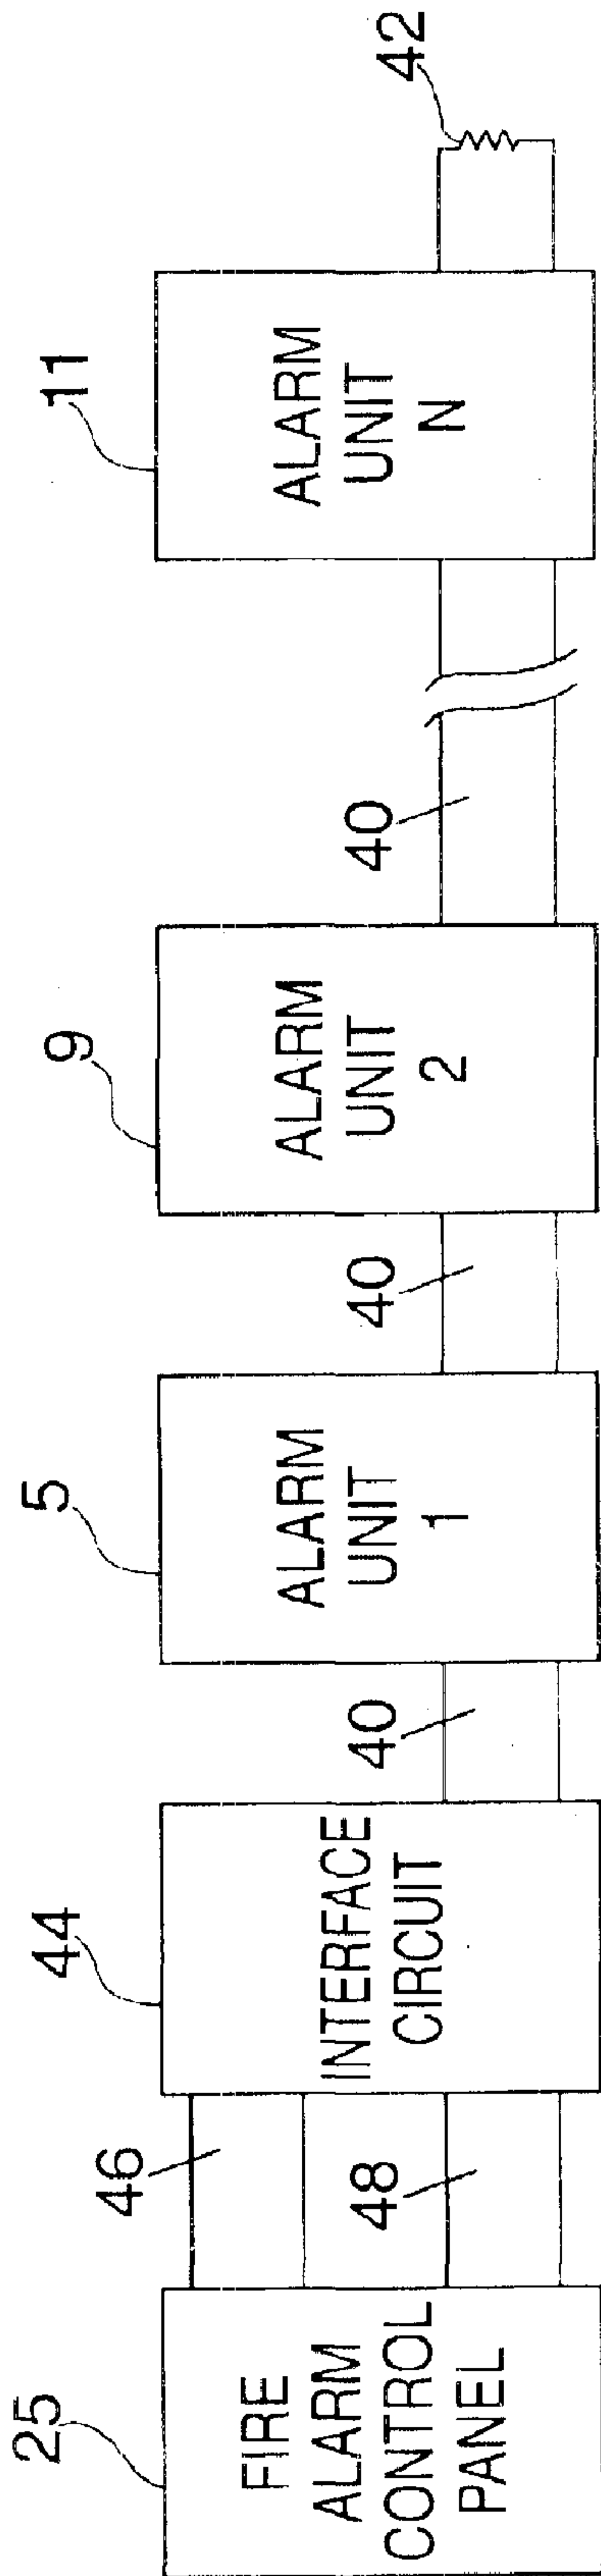 25
FIRE
ALARM
CONTROL
PANEL
46
48
44
INTERFACE
CIRCUIT
40
5
ALARM
UNIT
1
40
9
ALARM
UNIT
2
40
11
ALARM
UNIT
N
42